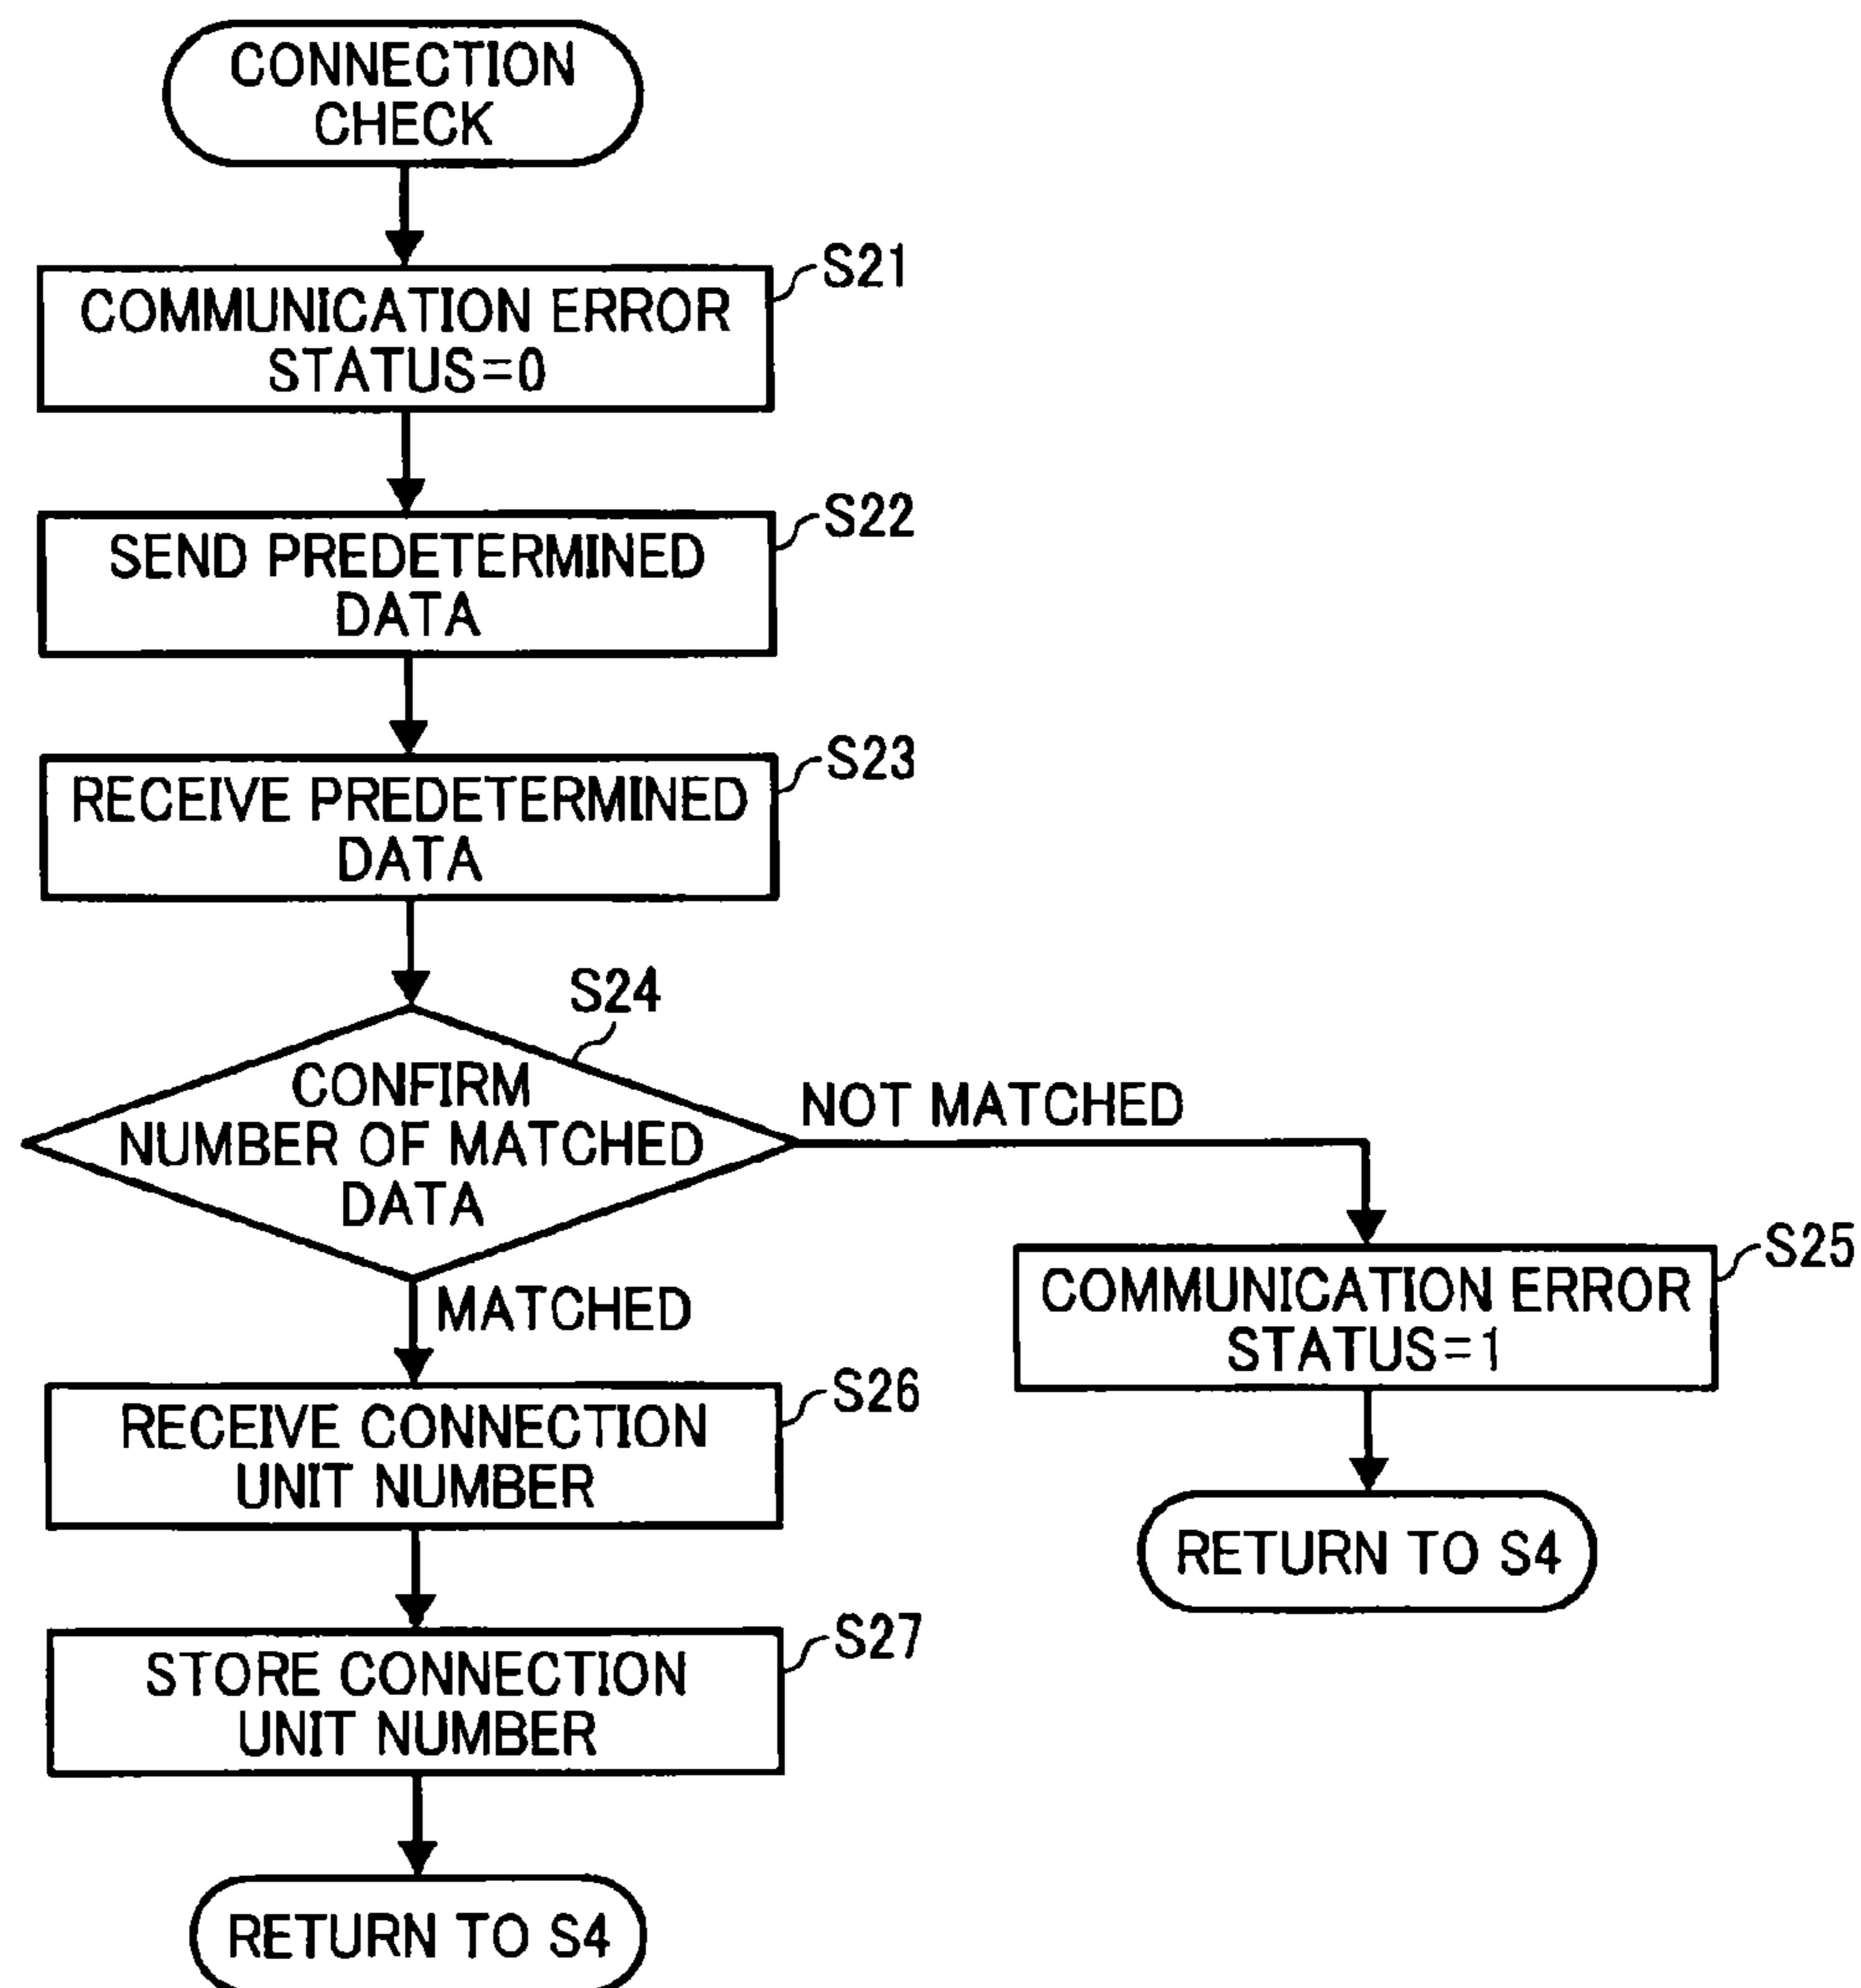 CONNECTION
CHECK
S21
COMMUNICATION ERROR
STATUS=0
S22
SEND PREDETERMINED
DATA
S23
RECEIVE PREDETERMINED
DATA
S24
CONFIRM
NUMBER OF MATCHED
DATA
NOT MATCHED
S25
COMMUNICATION ERROR
STATUS=1
RETURN TO S4
MATCHED
S26
RECEIVE CONNECTION
UNIT NUMBER
S27
STORE CONNECTION
UNIT NUMBER
RETURN TO S4